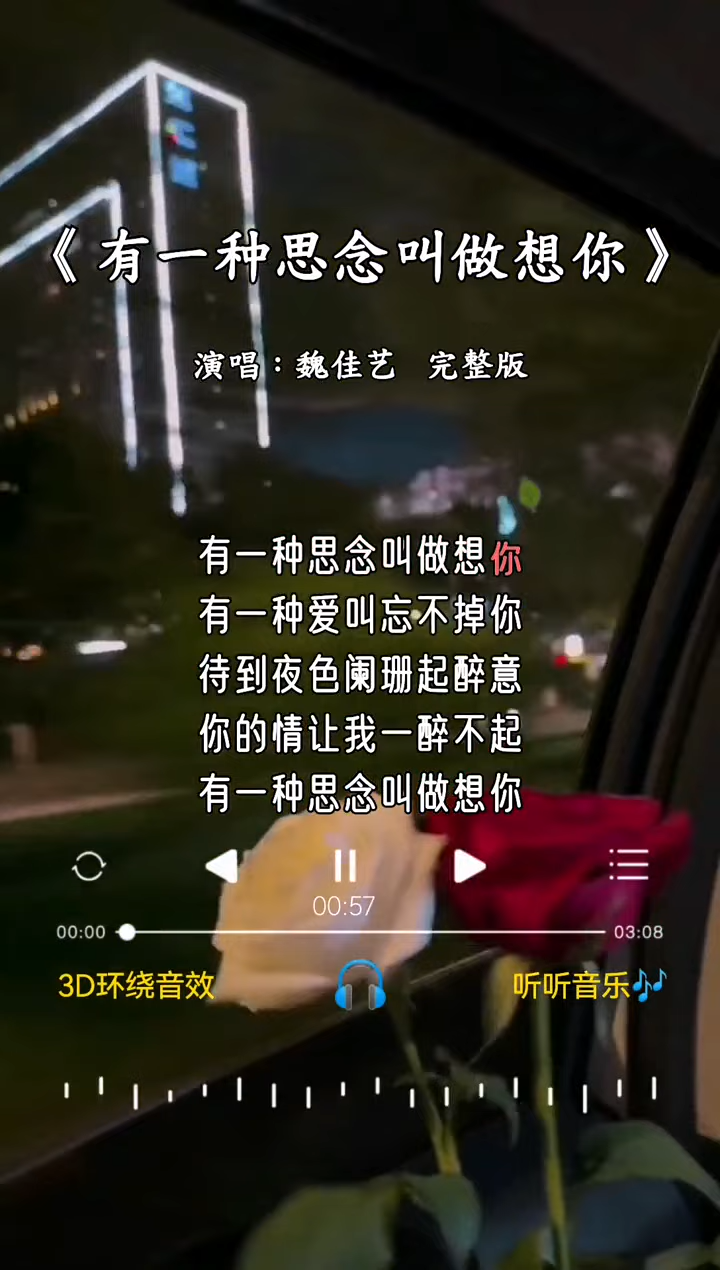 《有一种思念叫做想你》
演唱：魏佳艺 完整版
有一种思念叫做想你
有一种爱叫忘不掉你
待到夜色阑珊起醉意
你的情让我一醉不起
有一种思念叫做想你
00:57
00:00 03:08
3D环绕音效 听听音乐